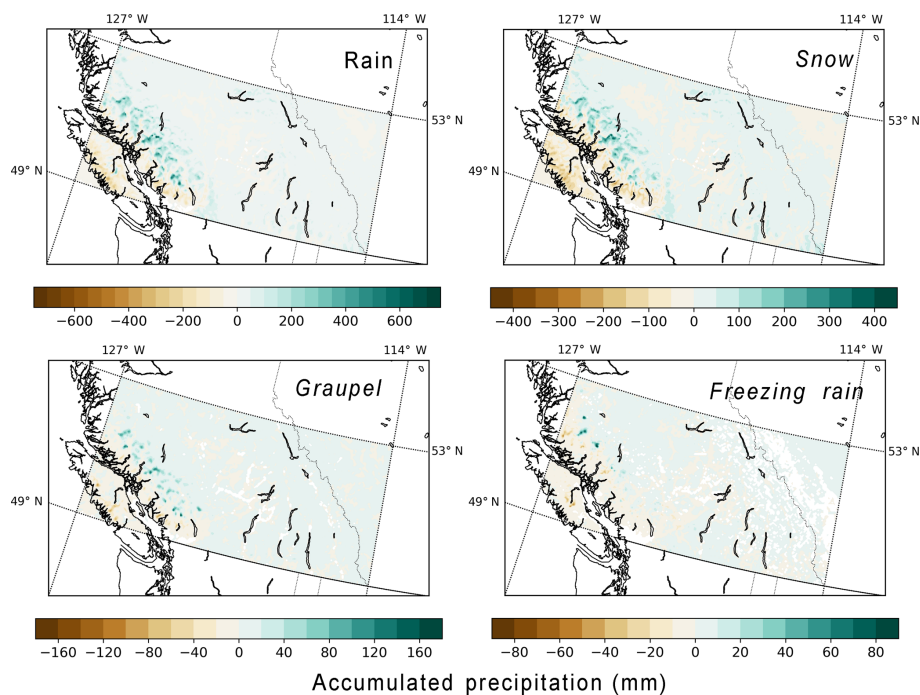 127° W 114° W 127° W 114° W
Rain Snow
53° N 53° N
49° N 49° N
−600 −400 −200 0 200 400 600 −400 −300 −200 −100 0 100 200 300 400
127° W 114° W 127° W 114° W
Graupel Freezing rain
53° N 53° N
49° N 49° N
−160 −120 −80 −40 0 40 80 120 160 −80 −60 −40 −20 0 20 40 60 80
Accumulated precipitation (mm)